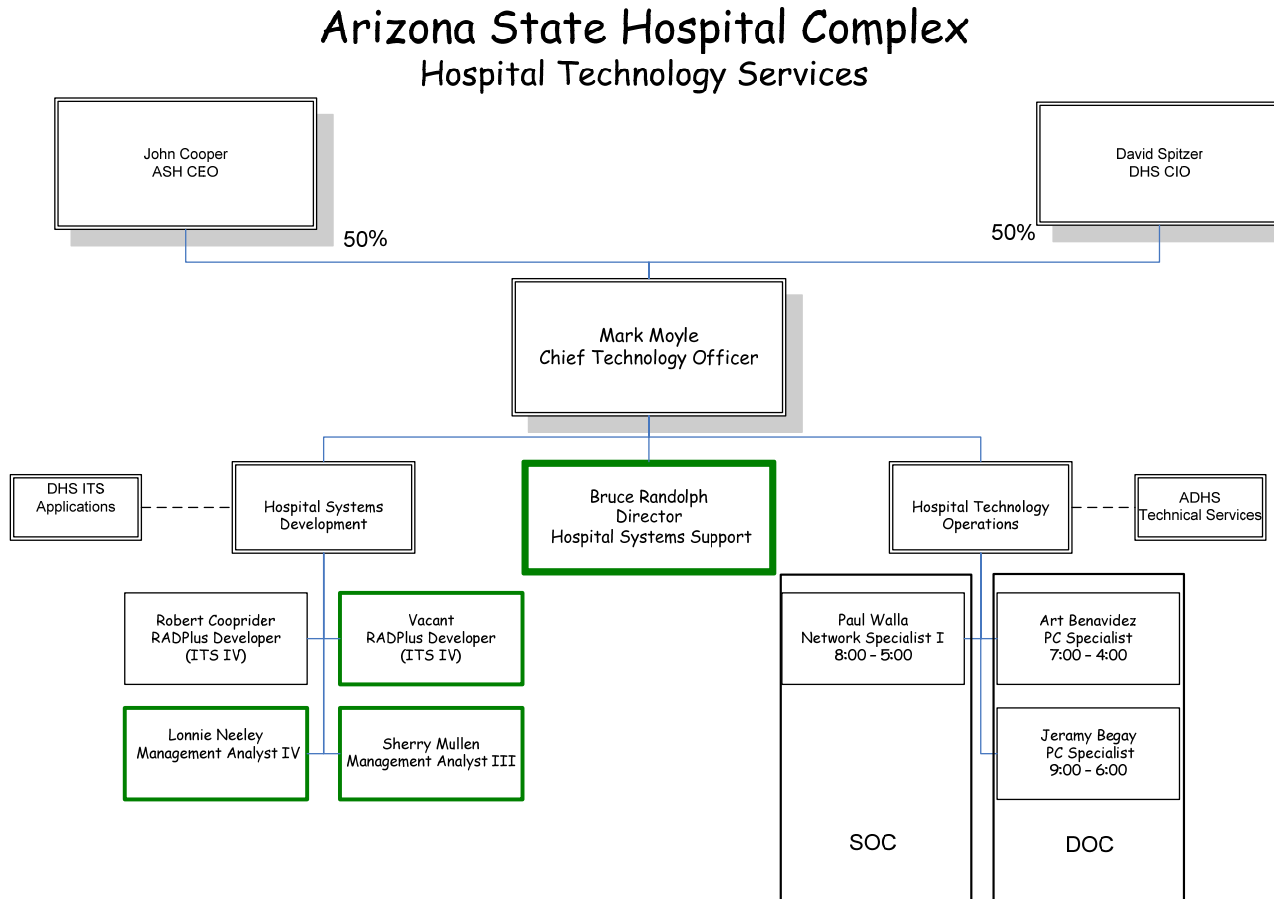 Arizona State Hospital Complex
Hospital Technology Services
John Cooper
ASH CEO
David Spitzer
DHS CIO
50%
50%
Mark Moyle
Chief Technology Officer
DHS ITS
Applications
Hospital Systems
Development
Bruce Randolph
Director
Hospital Systems Support
Hospital Technology
Operations
ADHS
Technical Services
Robert Cooprider
RADPlus Developer
(ITS IV)
Vacant
RADPlus Developer
(ITS IV)
Paul Walla
Network Specialist I
8:00 – 5:00
Art Benavidez
PC Specialist
7:00 – 4:00
Lonnie Neeley
Management Analyst IV
Sherry Mullen
Management Analyst III
Jeramy Begay
PC Specialist
9:00 – 6:00
SOC
DOC